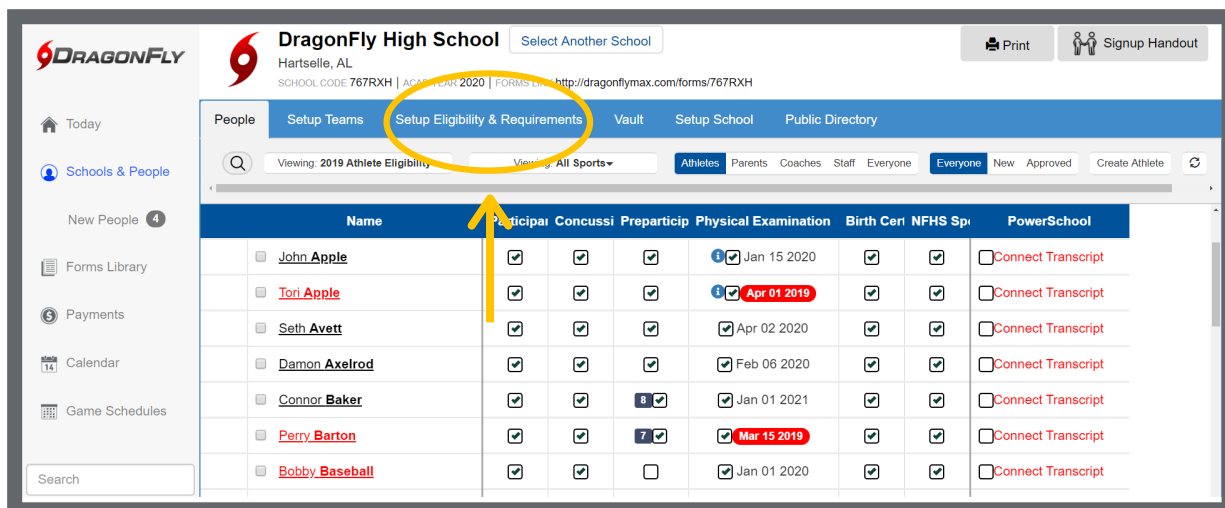 DRAGONFLY
DragonFly High School
Select Another School
Print
Signup Handout
Hartselle, AL
SCHOOL CODE 767RXH | ACAD YEAR 2020 | FORMS LINK http://dragonflymax.com/forms/767RXH
Today
Schools & People
New People 4
Forms Library
Payments
14
Calendar
Game Schedules
Search
People
Setup Teams
Setup Eligibility & Requirements
Vault
Setup School
Public Directory
Viewing: 2019 Athlete Eligibility
Viewing: All Sports
Athletes Parents Coaches Staff Everyone
Everyone New Approved
Create Athlete
Name Participar Concussi Preparticip Physical Examination Birth Cert NFHS Spo PowerSchool
John Apple Jan 15 2020 Connect Transcript
Tori Apple Apr 01 2019 Connect Transcript
Seth Avett Apr 02 2020 Connect Transcript
Damon Axelrod Feb 06 2020 Connect Transcript
Connor Baker 8 Jan 01 2021 Connect Transcript
Perry Barton 7 Mar 15 2019 Connect Transcript
Bobby Baseball Jan 01 2020 Connect Transcript